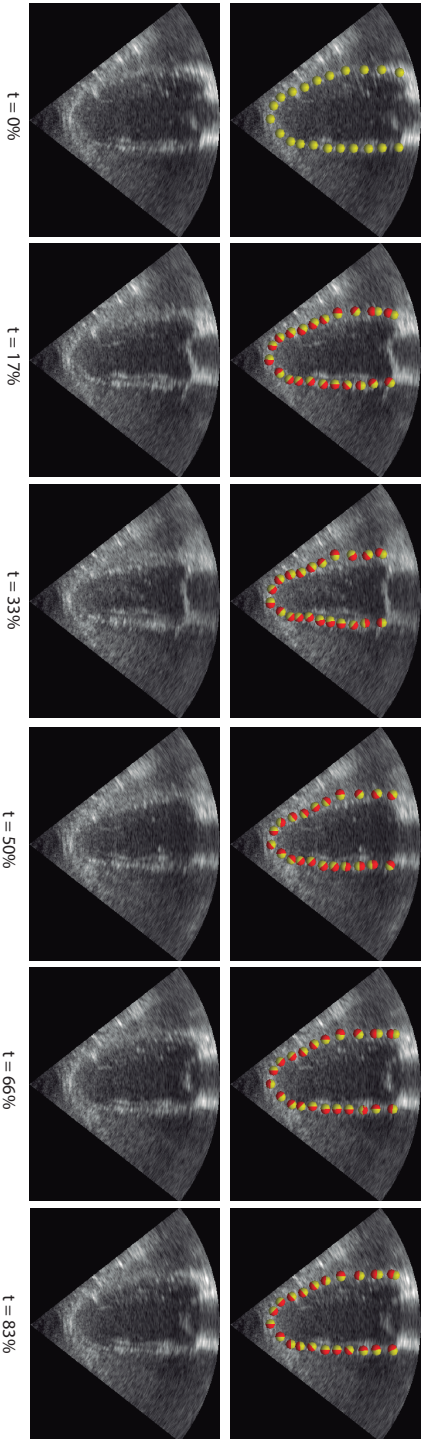 t = 0%
t = 17%
t = 33%
t = 50%
t = 66%
t = 83%